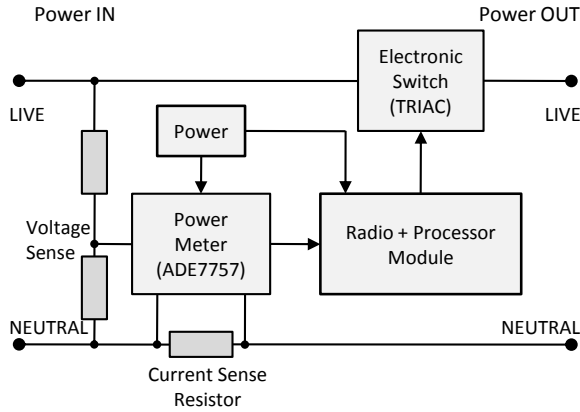 Power IN
Power OUT
Electronic
Switch
(TRIAC)
LIVE
LIVE
Power
Voltage
Sense
Power
Meter
(ADE7757)
Radio + Processor
Module
NEUTRAL
NEUTRAL
Current Sense
Resistor